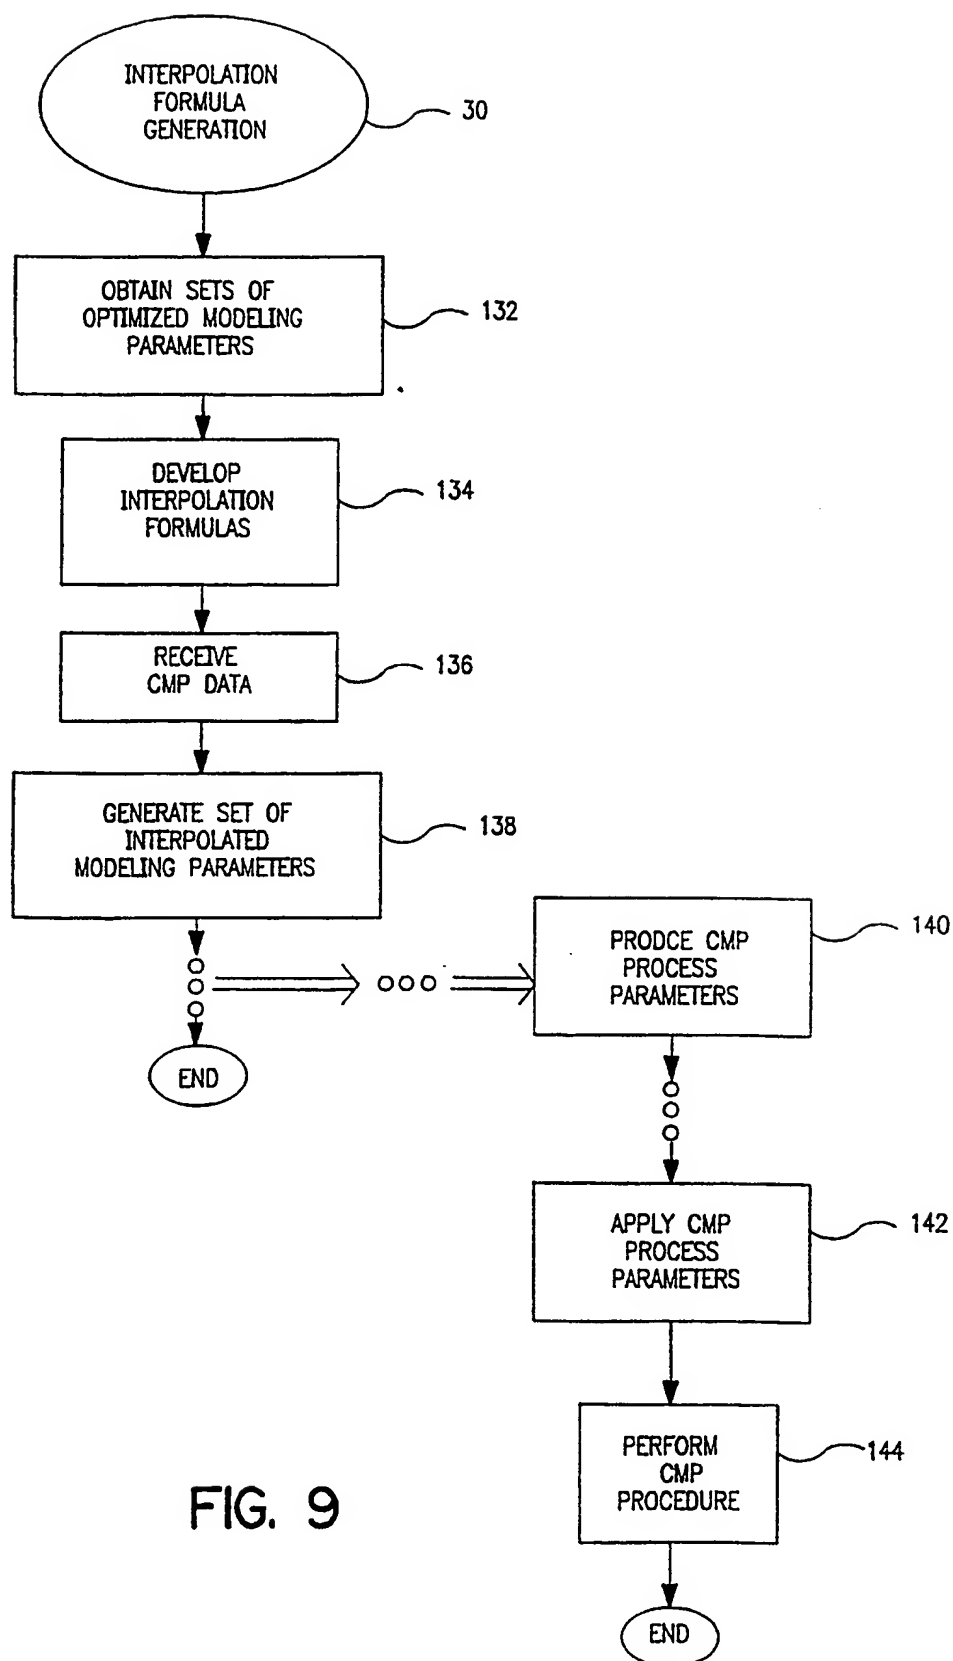 INTERPOLATION
FORMULA
GENERATION
30
OBTAIN SETS OF
OPTIMIZED MODELING
PARAMETERS
132
DEVELOP
INTERPOLATION
FORMULAS
134
RECEIVE
CMP DATA
136
GENERATE SET OF
INTERPOLATED
MODELING PARAMETERS
138
END
PRODCE CMP
PROCESS
PARAMETERS
140
APPLY CMP
PROCESS
PARAMETERS
142
PERFORM
CMP
PROCEDURE
144
END
FIG. 9